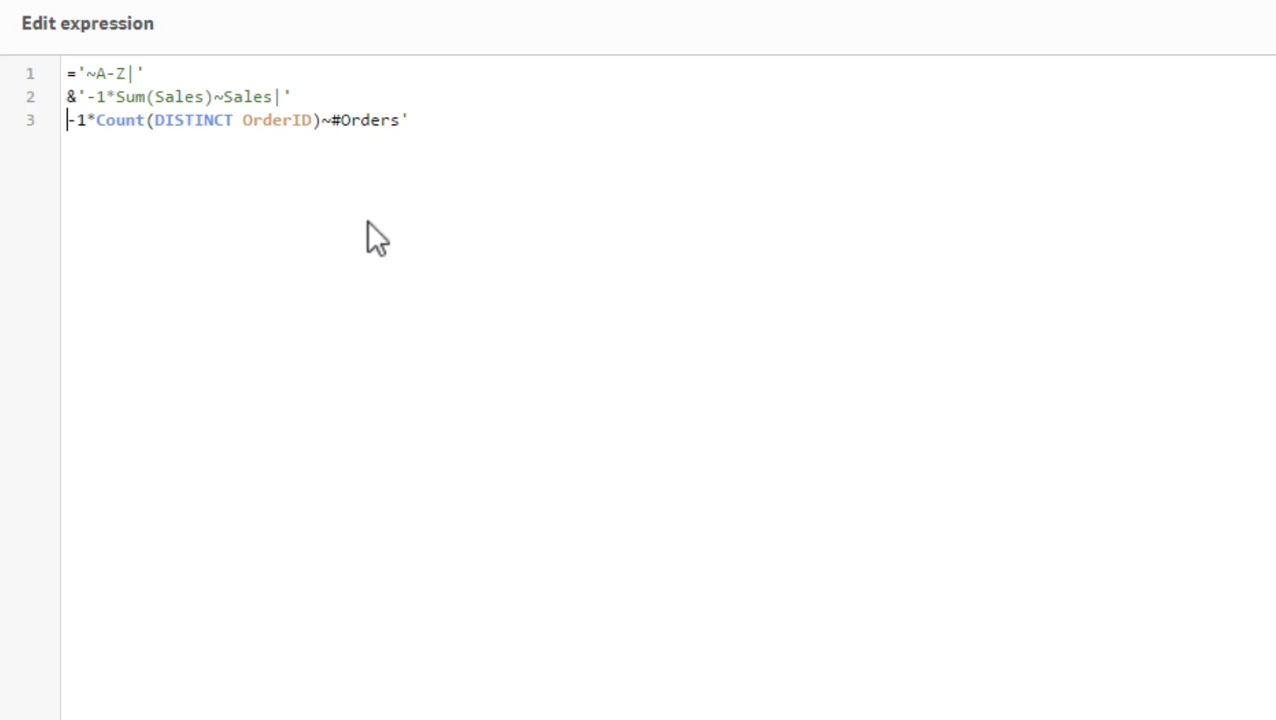 Edit expression
1 ='~A-Z|'
2 &'-1*Sum(Sales)~Sales|'
3 -1*Count(DISTINCT OrderID)~#Orders'